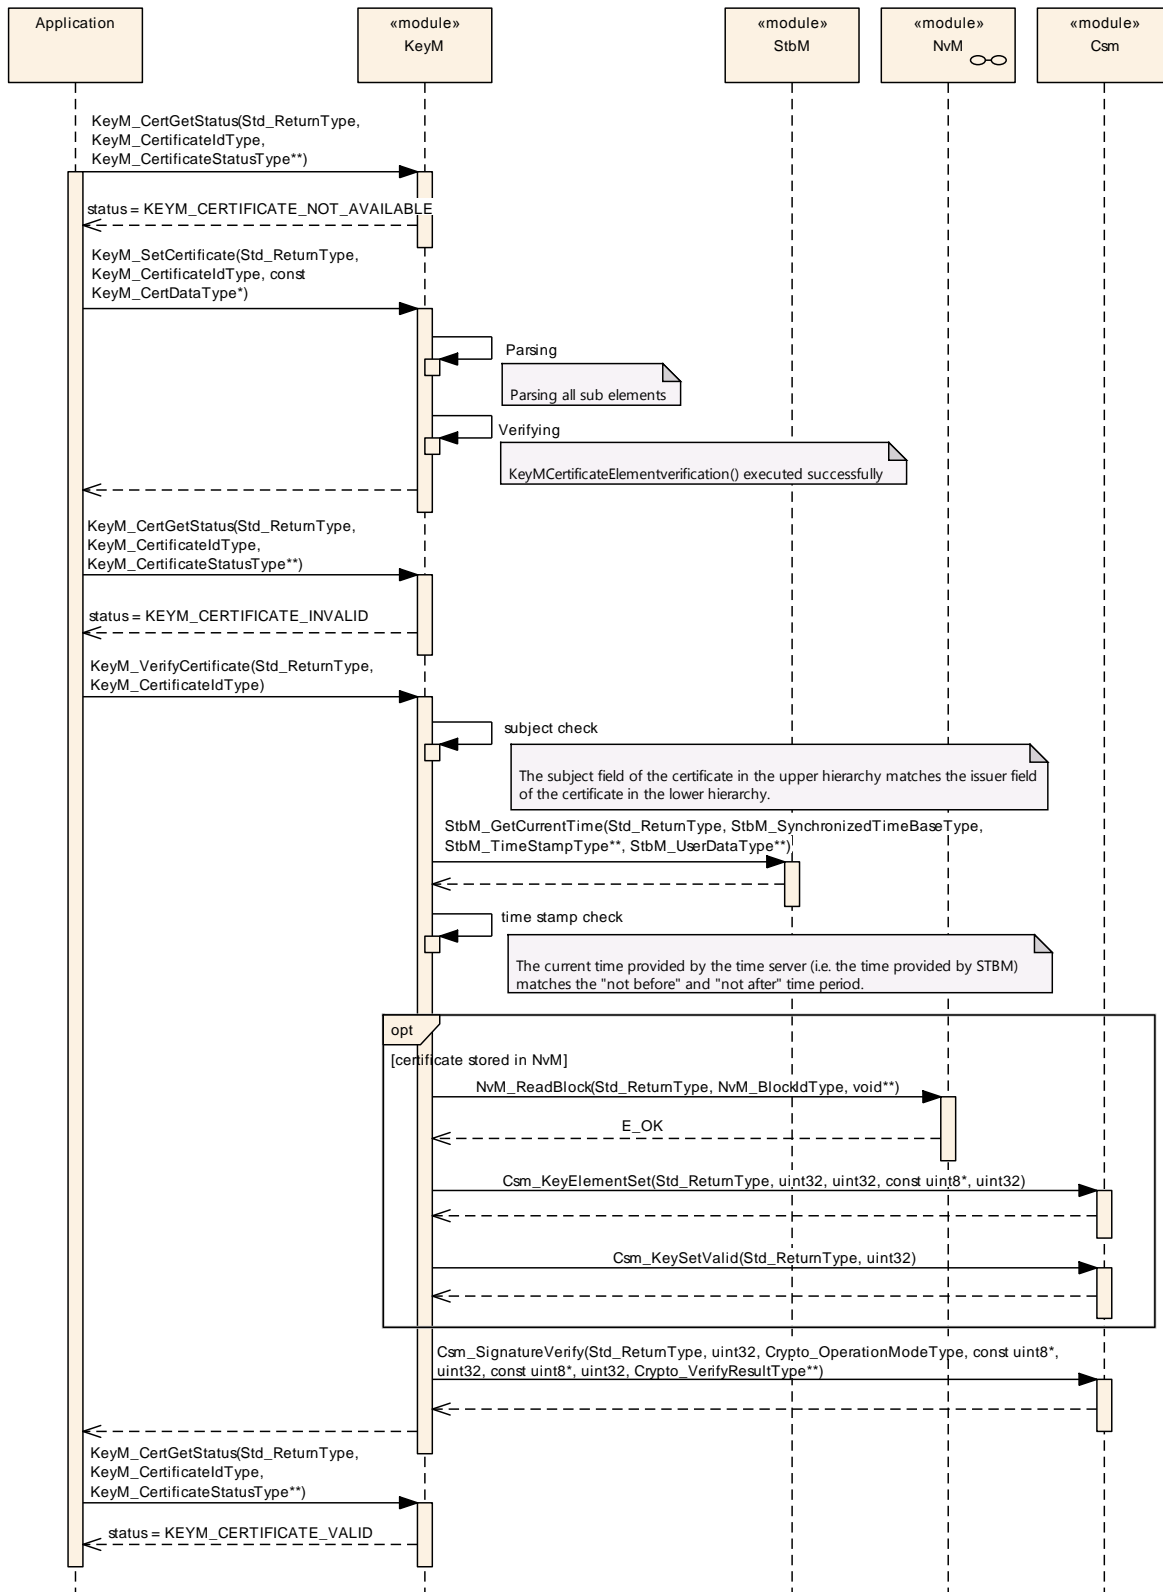 Application
«module»
KeyM
«module»
StbM
«module»
NvM
«module»
Csm
KeyM_CertGetStatus(Std_ReturnType,
KeyM_CertificateIdType,
KeyM_CertificateStatusType**)
status = KEYM_CERTIFICATE_NOT_AVAILABLE
KeyM_SetCertificate(Std_ReturnType,
KeyM_CertificateIdType, const
KeyM_CertDataType*)
Parsing
Parsing all sub elements
Verifying
KeyMCertificateElementverification() executed successfully
KeyM_CertGetStatus(Std_ReturnType,
KeyM_CertificateIdType,
KeyM_CertificateStatusType**)
status = KEYM_CERTIFICATE_INVALID
KeyM_VerifyCertificate(Std_ReturnType,
KeyM_CertificateIdType)
subject check
The subject field of the certificate in the upper hierarchy matches the issuer field
of the certificate in the lower hierarchy.
StbM_GetCurrentTime(Std_ReturnType, StbM_SynchronizedTimeBaseType,
StbM_TimeStampType**, StbM_UserDataType**)
time stamp check
The current time provided by the time server (i.e. the time provided by STBM)
matches the "not before" and "not after" time period.
opt
[certificate stored in NvM]
NvM_ReadBlock(Std_ReturnType, NvM_BlockIdType, void**)
E_OK
Csm_KeyElementSet(Std_ReturnType, uint32, uint32, const uint8*, uint32)
Csm_KeySetValid(Std_ReturnType, uint32)
Csm_SignatureVerify(Std_ReturnType, uint32, Crypto_OperationModeType, const uint8*,
uint32, const uint8*, uint32, Crypto_VerifyResultType**)
KeyM_CertGetStatus(Std_ReturnType,
KeyM_CertificateIdType,
KeyM_CertificateStatusType**)
status = KEYM_CERTIFICATE_VALID